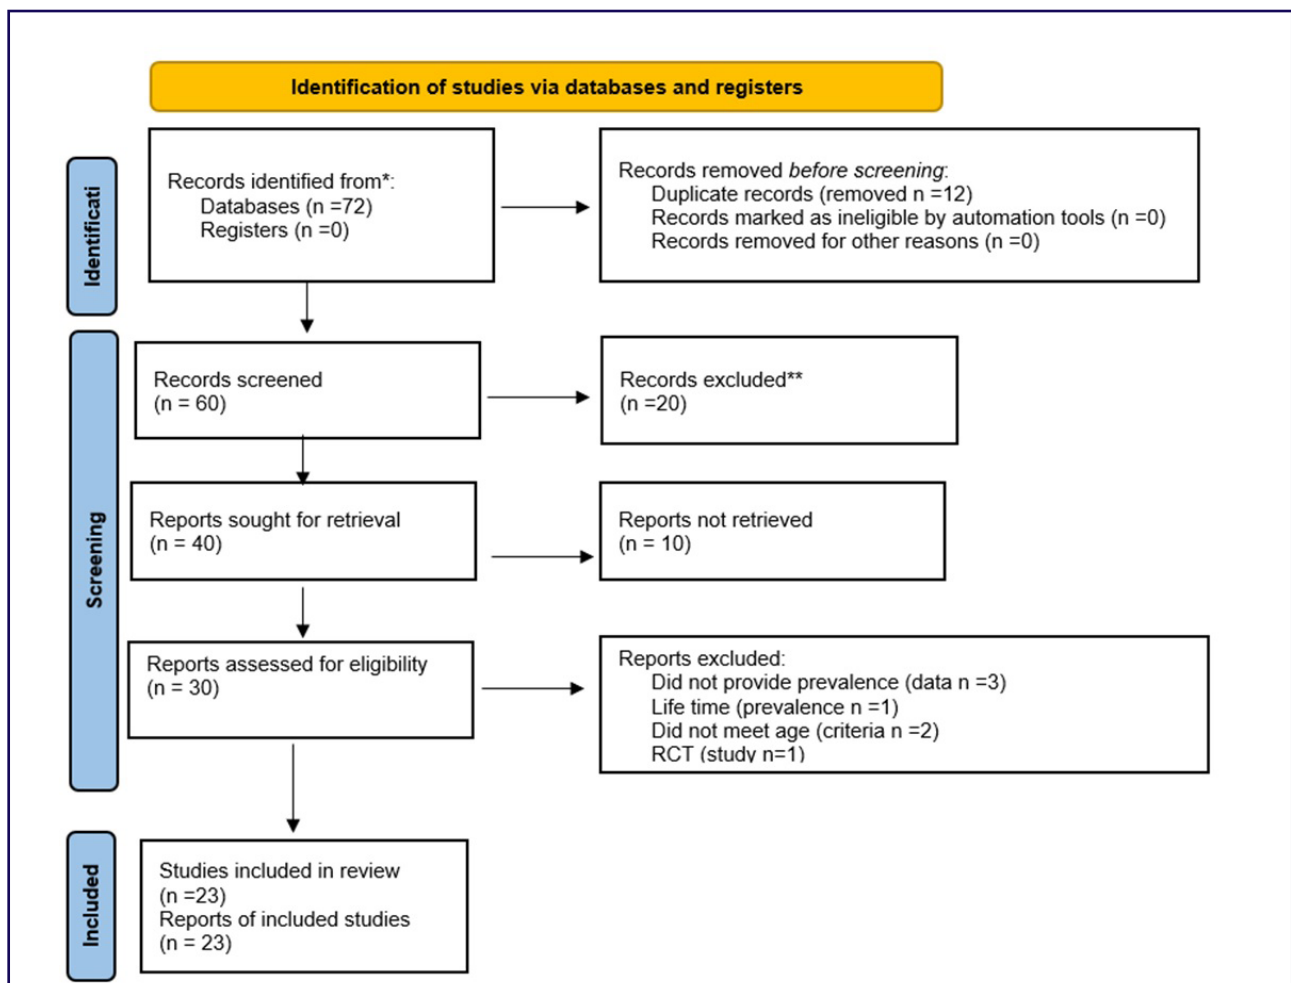 Identification of studies via databases and registers
Identificati
Records identified from*:
Databases (n =72)
Registers (n =0)
Records removed before screening:
Duplicate records (removed n =12)
Records marked as ineligible by automation tools (n =0)
Records removed for other reasons (n =0)
Screening
Records screened
(n = 60)
Records excluded**
(n =20)
Reports sought for retrieval
(n = 40)
Reports not retrieved
(n = 10)
Reports assessed for eligibility
(n = 30)
Reports excluded:
Did not provide prevalence (data n =3)
Life time (prevalence n =1)
Did not meet age (criteria n =2)
RCT (study n=1)
Included
Studies included in review
(n =23)
Reports of included studies
(n = 23)